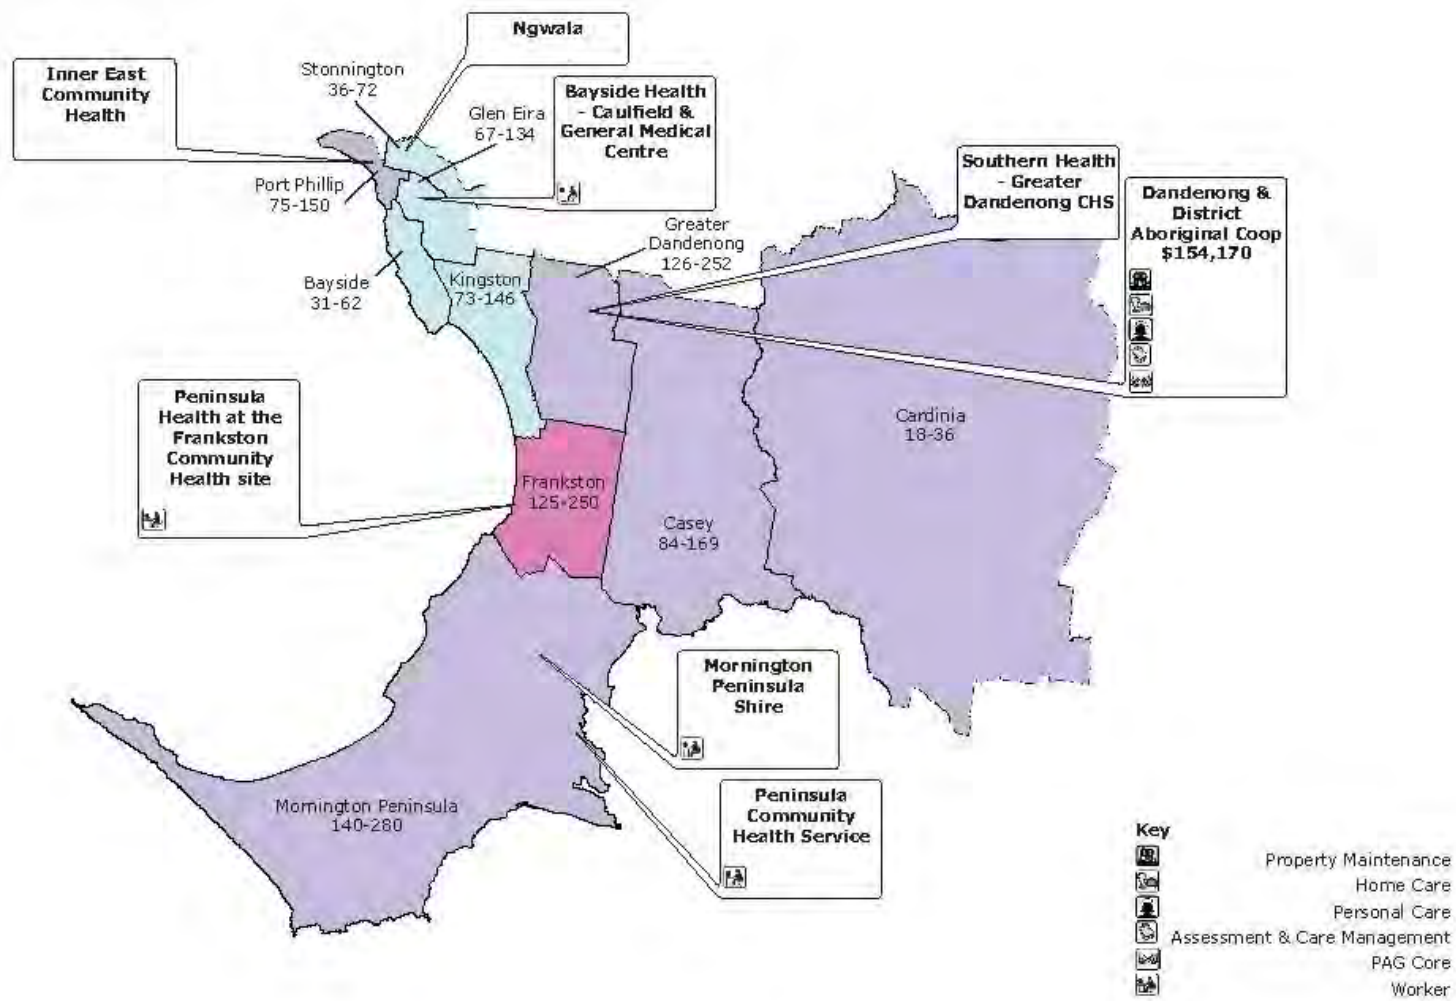 Ngwala
Inner East
Community
Health
Stonnington
36-72
Glen Eira
67-134
Bayside Health
- Caulfield &
General Medical
Centre
Port Phillip
75-150
Southern Health
- Greater
Dandenong CHS
Dandenong &
District
Aboriginal Coop
$154,170
Greater
Dandenong
126-252
Bayside
31-62
Kingston
73-146
Peninsula
Health at the
Frankston
Community
Health site
Cardinia
18-36
Frankston
125-250
Casey
84-169
Mornington
Peninsula
Shire
Mornington Peninsula
140-280
Peninsula
Community
Health Service
Key
Property Maintenance
Home Care
Personal Care
Assessment & Care Management
PAG Core
Worker